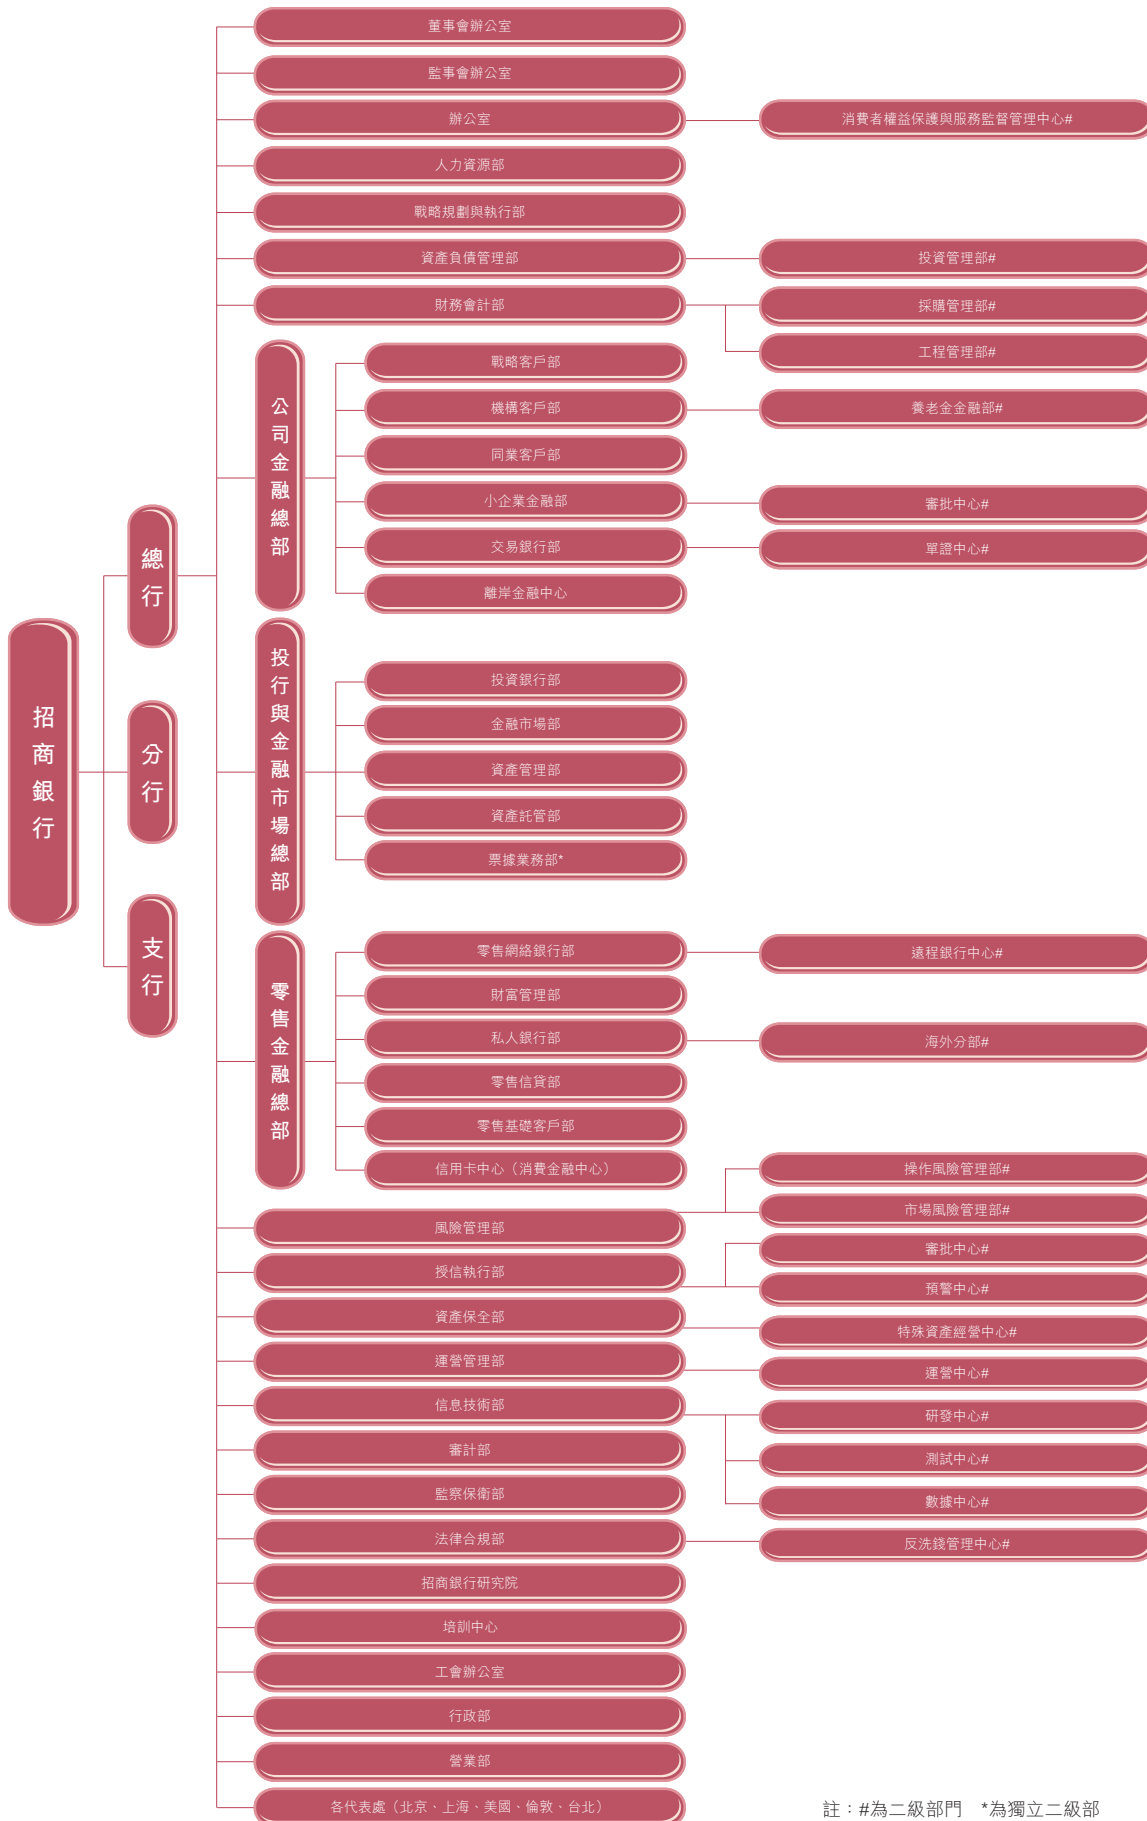 招商銀行
總行
分行
支行
董事會辦公室
監事會辦公室
辦公室
消費者權益保護與服務監督管理中心#
人力資源部
戰略規劃與執行部
資產負債管理部
投資管理部#
財務會計部
採購管理部#
工程管理部#
公司金融總部
戰略客戶部
機構客戶部
養老金金融部#
同業客戶部
小企業金融部
審批中心#
交易銀行部
單證中心#
離岸金融中心
投行與金融市場總部
投資銀行部
金融市場部
資產管理部
資產託管部
票據業務部*
零售金融總部
零售網絡銀行部
遠程銀行中心#
財富管理部
私人銀行部
海外分部#
零售信貸部
零售基礎客戶部
信用卡中心（消費金融中心）
風險管理部
操作風險管理部#
市場風險管理部#
授信執行部
審批中心#
預警中心#
資產保全部
特殊資產經營中心#
運營管理部
運營中心#
信息技術部
研發中心#
測試中心#
數據中心#
審計部
監察保衛部
法律合規部
反洗錢管理中心#
招商銀行研究院
培訓中心
工會辦公室
行政部
營業部
各代表處（北京、上海、美國、倫敦、台北）
註：#為二級部門　*為獨立二級部